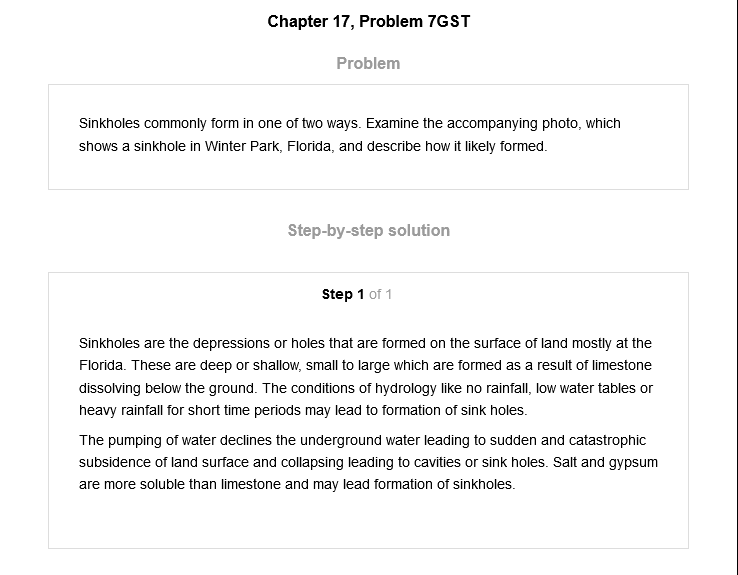 Chapter 17, Problem 7GST
Problem
Sinkholes commonly form in one of two ways. Examine the accompanying photo, which
shows a sinkhole in Winter Park, Florida, and describe how it likely formed.
Step-by-step solution
Step 1 of 1
Sinkholes are the depressions or holes that are formed on the surface of land mostly at the
Florida. These are deep or shallow, small to large which are formed as a result of limestone
dissolving below the ground. The conditions of hydrology like no rainfall, low water tables or
heavy rainfall for short time periods may lead to formation of sink holes.
The pumping of water declines the underground water leading to sudden and catastrophic
subsidence of land surface and collapsing leading to cavities or sink holes. Salt and gypsum
are more soluble than limestone and may lead formation of sinkholes.